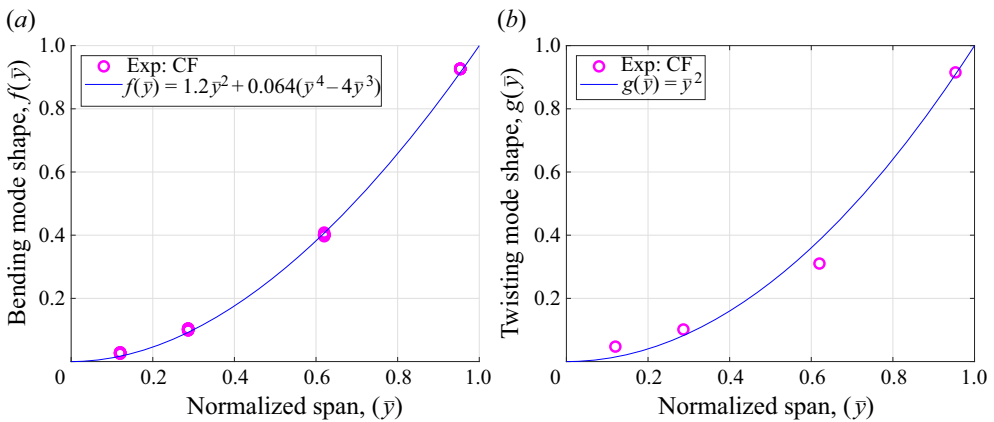 (a)
1.0
0.8
0.6
0.4
0.2
0
0.2
0.4
0.6
0.8
1.0
Bending mode shape, f(ȳ)
Normalized span, (ȳ)
Exp: CF
f(ȳ) = 1.2ȳ² + 0.064(ȳ⁴ – 4ȳ³)
(b)
1.0
0.8
0.6
0.4
0.2
0
0.2
0.4
0.6
0.8
1.0
Twisting mode shape, g(ȳ)
Normalized span, (ȳ)
Exp: CF
g(ȳ) = ȳ²